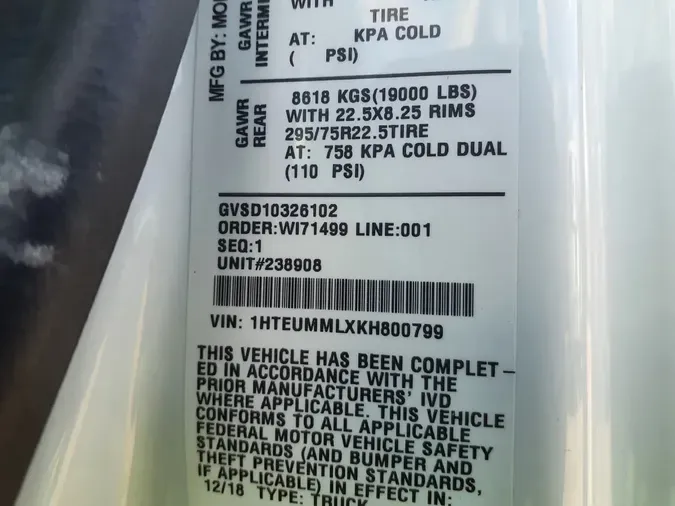 MFG BY: MO
GAWR INTERM
WITH
TIRE
AT: KPA COLD
( PSI)
GAWR REAR
8618 KGS(19000 LBS)
WITH 22.5X8.25 RIMS
295/75R22.5TIRE
AT: 758 KPA COLD DUAL
(110 PSI)
GVSD10326102
ORDER:WI71499 LINE:001
SEQ:1
UNIT#238908
VIN: 1HTEUMMLXKH800799
THIS VEHICLE HAS BEEN COMPLET-
ED IN ACCORDANCE WITH THE
PRIOR MANUFACTURERS' IVD
WHERE APPLICABLE. THIS VEHICLE
CONFORMS TO ALL APPLICABLE
FEDERAL MOTOR VEHICLE SAFETY
STANDARDS (AND BUMPER AND
THEFT PREVENTION STANDARDS,
IF APPLICABLE) IN EFFECT IN:
12/18 TYPE: TRUCK